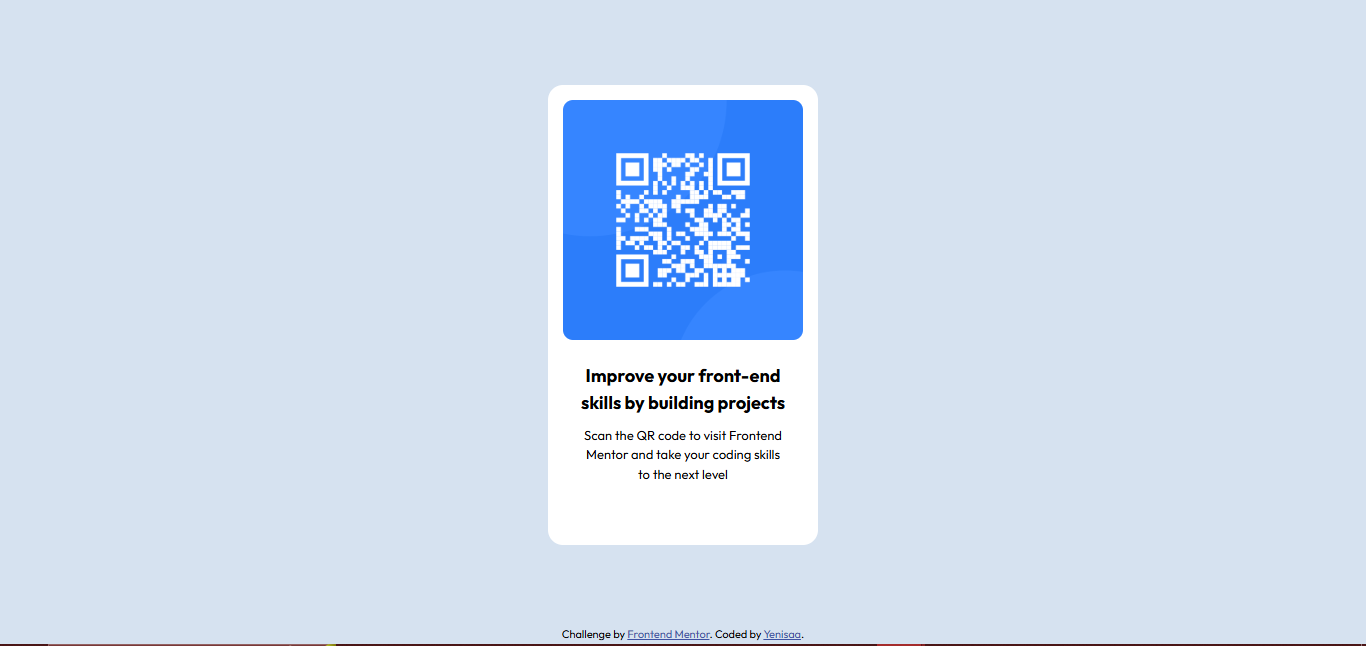 Improve your front-end
skills by building projects
Scan the QR code to visit Frontend
Mentor and take your coding skills
to the next level
Challenge by Frontend Mentor. Coded by Yenisaa.